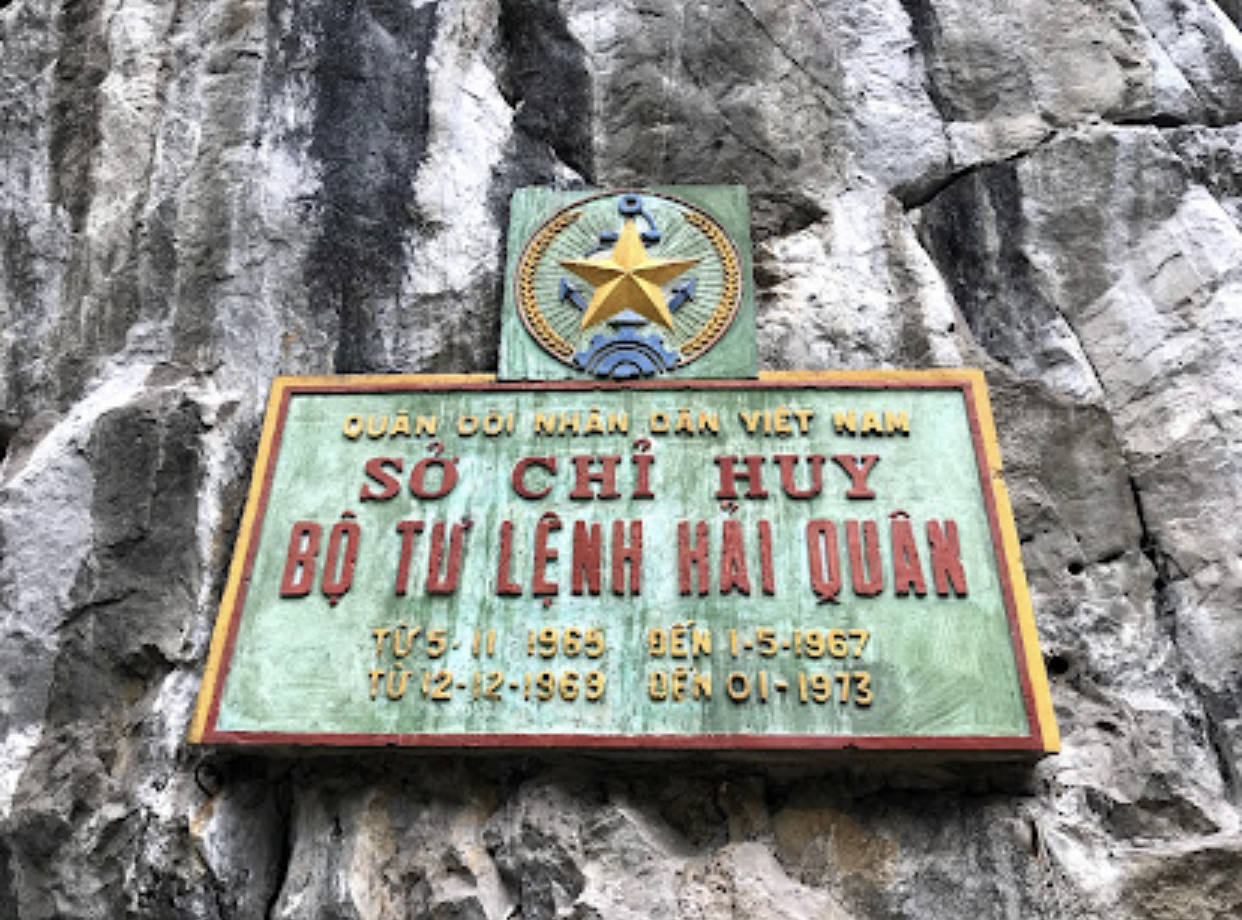 QUÂN ĐỘI NHÂN DÂN VIỆT NAM
SỞ CHỈ HUY
BỘ TƯ LỆNH HẢI QUÂN
TỪ 5-11 1965 ĐẾN 1-5-1967
TỪ 12-12-1969 ĐẾN 01-1973